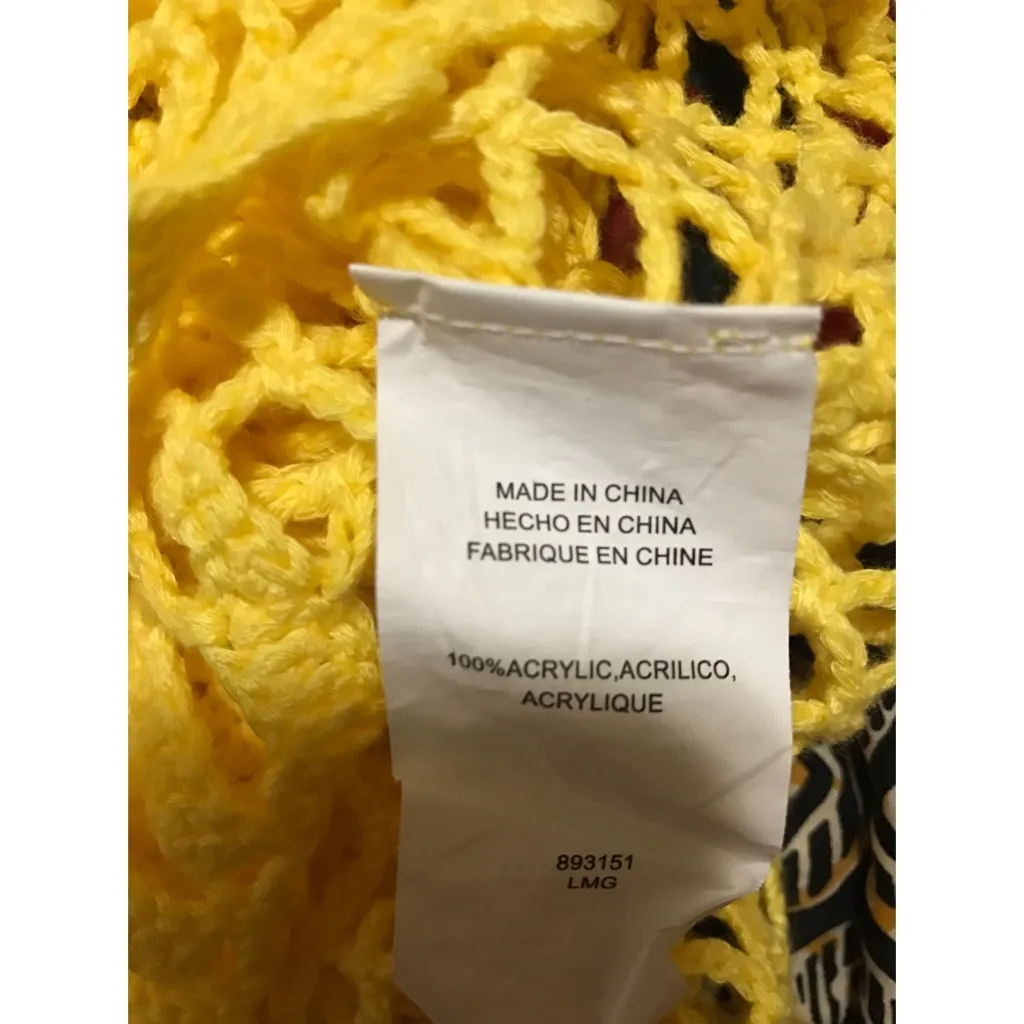 MADE IN CHINA
HECHO EN CHINA
FABRIQUE EN CHINE
100%ACRYLIC,ACRILICO,
ACRYLIQUE
893151
LMG